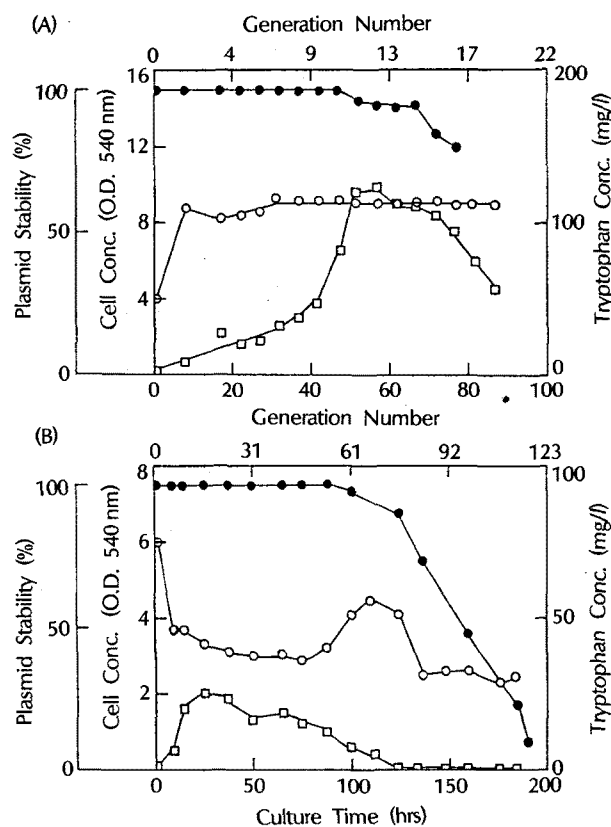 (A)
Generation Number
0 4 9 13 17 22
Plasmid Stability (%)
100
50
0
Cell Conc. (O.D. 540 nm)
16
12
8
4
Tryptophan Conc. (mg/l)
200
100
0
0 20 40 60 80 100
(B)
Generation Number
0 31 61 92 123
Plasmid Stability (%)
100
50
0
Cell Conc. (O.D. 540 nm)
8
6
4
2
Tryptophan Conc. (mg/l)
100
50
0
0 50 100 150 200
Culture Time (hrs)